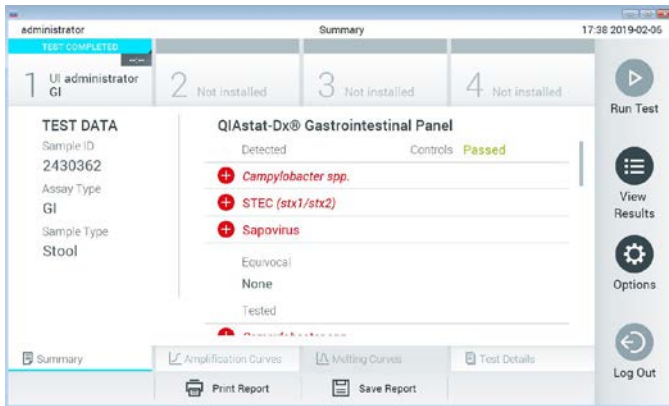 administrator
Summary
17:38 2019-02-06
TEST COMPLETED
1 UI administrator
GI
2 Not installed
3 Not installed
4 Not installed
Run Test
TEST DATA
Sample ID
2430362
Assay Type
GI
Sample Type
Stool
QIAstat-Dx® Gastrointestinal Panel
Detected
Controls Passed
Campylobacter spp.
STEC (stx1/stx2)
Sapovirus
Equivocal
None
Tested
View
Results
Options
Log Out
Summary
Amplification Curves
Melting Curves
Test Details
Print Report
Save Report